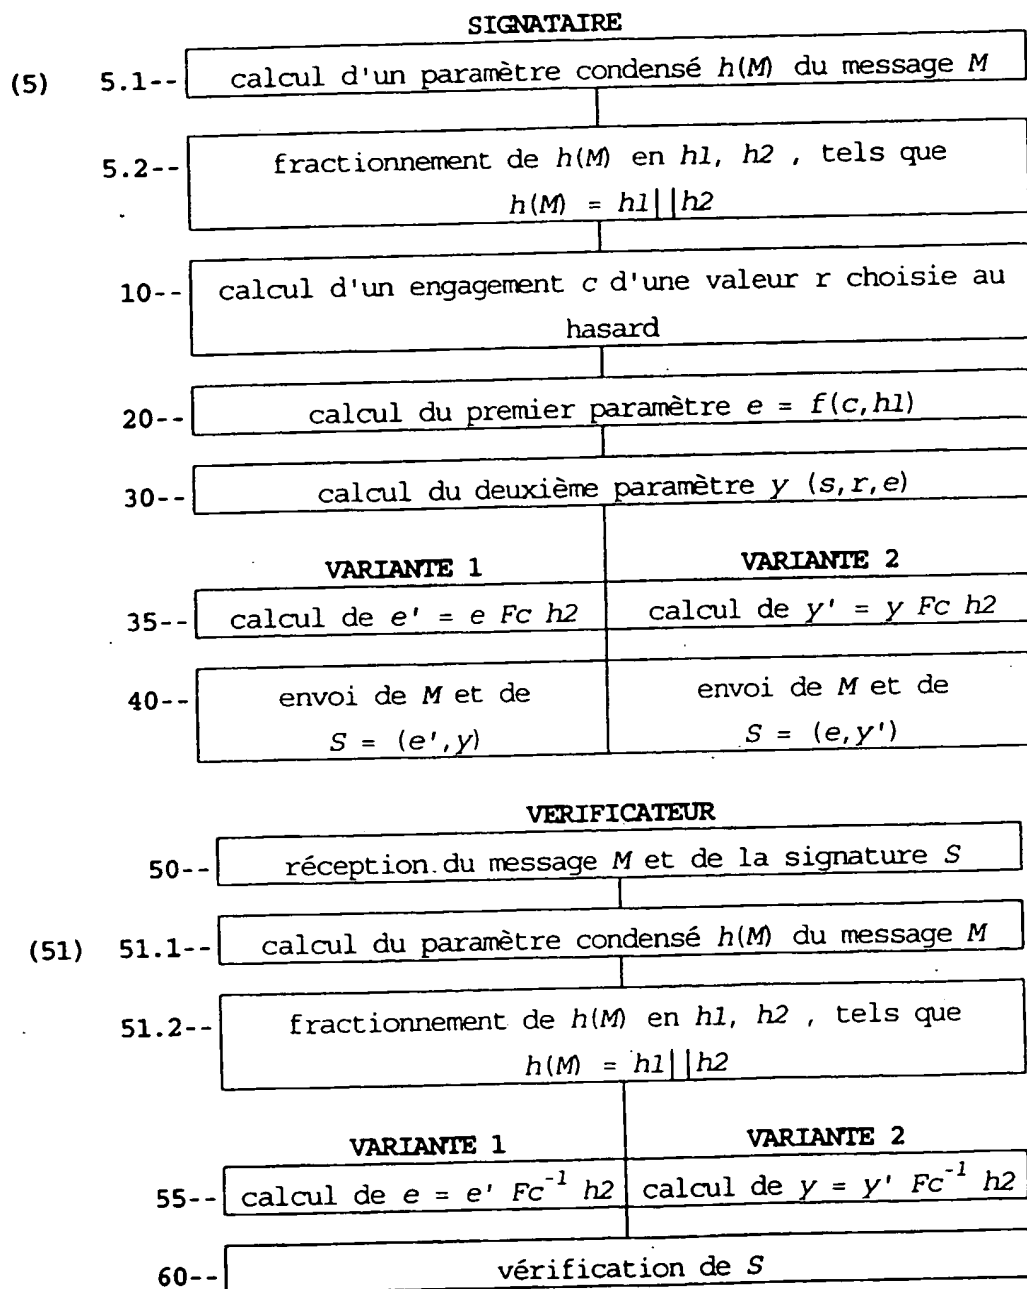 SIGNATAIRE
(5) 5.1-- calcul d'un paramètre condensé h(M) du message M
5.2-- fractionnement de h(M) en h1, h2 , tels que
h(M) = h1||h2
10-- calcul d'un engagement c d'une valeur r choisie au
hasard
20-- calcul du premier paramètre e = f(c,h1)
30-- calcul du deuxième paramètre y (s,r,e)
VARIANTE 1 VARIANTE 2
35-- calcul de e' = e Fc h2 calcul de y' = y Fc h2
40-- envoi de M et de envoi de M et de
S = (e',y) S = (e,y')
VERIFICATEUR
50-- réception du message M et de la signature S
(51) 51.1-- calcul du paramètre condensé h(M) du message M
51.2-- fractionnement de h(M) en h1, h2 , tels que
h(M) = h1||h2
VARIANTE 1 VARIANTE 2
55-- calcul de e = e' Fc⁻¹ h2 calcul de y = y' Fc⁻¹ h2
60-- vérification de S